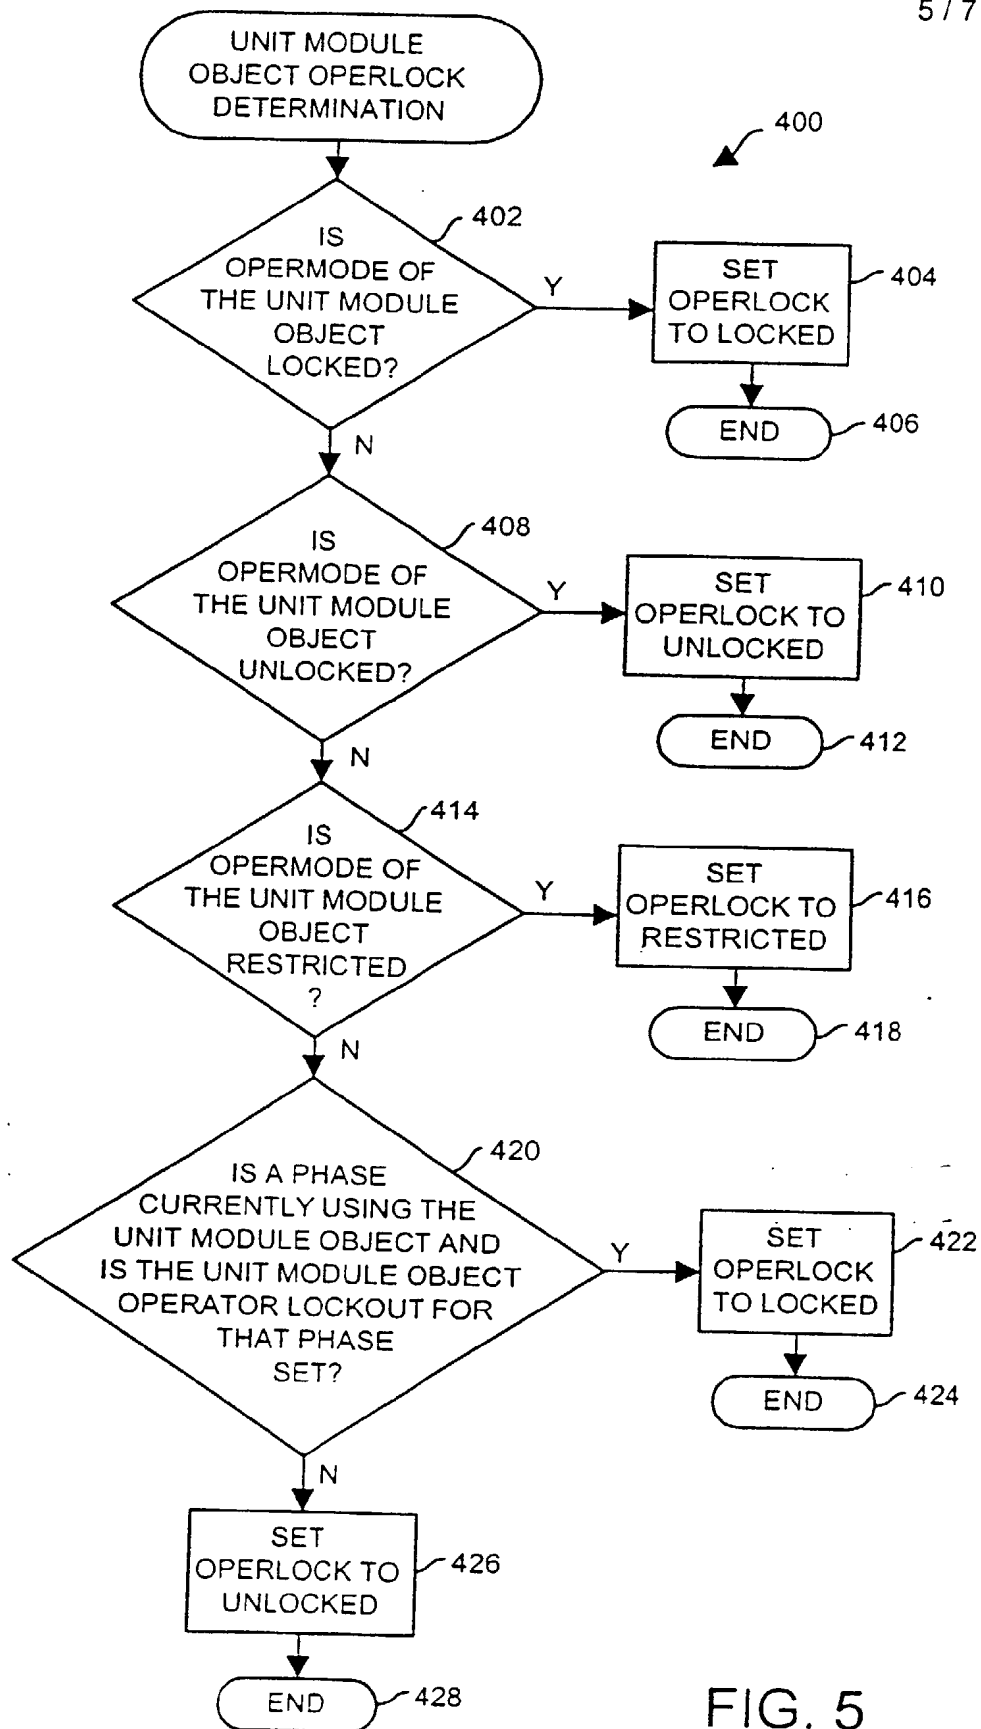 5 / 7
UNIT MODULE
OBJECT OPERLOCK
DETERMINATION
400
402
IS
OPERMODE OF
THE UNIT MODULE
OBJECT
LOCKED?
Y
SET
OPERLOCK
TO LOCKED
404
END
406
N
408
IS
OPERMODE OF
THE UNIT MODULE
OBJECT
UNLOCKED?
Y
SET
OPERLOCK TO
UNLOCKED
410
END
412
N
414
IS
OPERMODE OF
THE UNIT MODULE
OBJECT
RESTRICTED
?
Y
SET
OPERLOCK TO
RESTRICTED
416
END
418
N
420
IS A PHASE
CURRENTLY USING THE
UNIT MODULE OBJECT AND
IS THE UNIT MODULE OBJECT
OPERATOR LOCKOUT FOR
THAT PHASE
SET?
Y
SET
OPERLOCK
TO LOCKED
422
END
424
N
SET
OPERLOCK TO
UNLOCKED
426
END
428
FIG. 5